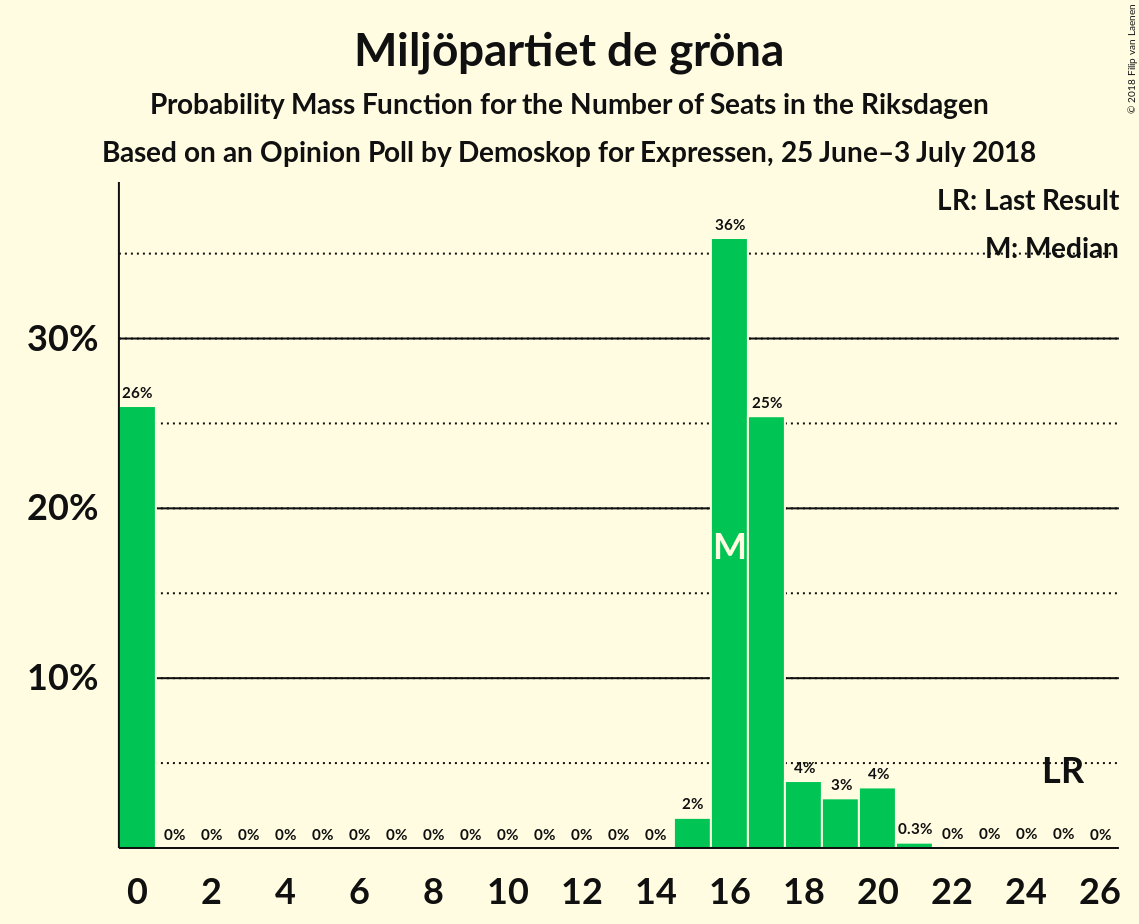 Miljöpartiet de gröna
Probability Mass Function for the Number of Seats in the Riksdagen
Based on an Opinion Poll by Demoskop for Expressen, 25 June–3 July 2018
© 2018 Filip van Laenen
LR: Last Result
M: Median
36%
30%
26%
25%
20%
M
10%
LR
4%
4%
3%
2%
0.3%
0% 0% 0% 0% 0% 0% 0% 0% 0% 0% 0% 0% 0% 0% 0% 0% 0% 0% 0%
0 2 4 6 8 10 12 14 16 18 20 22 24 26